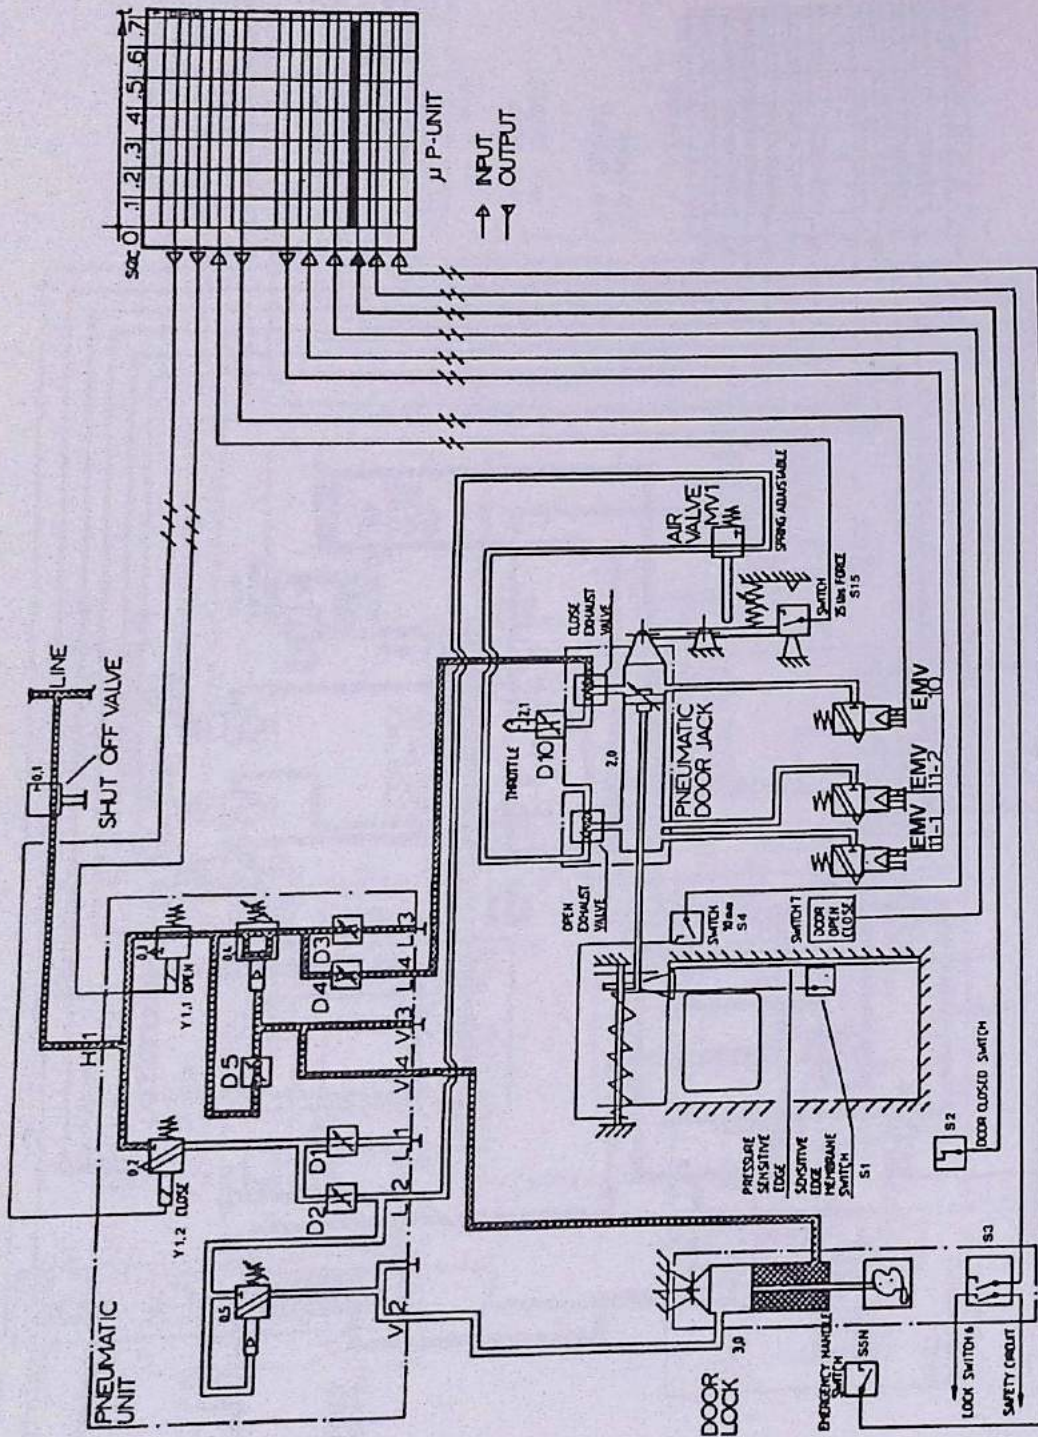 sec 0 .1 .2 .3 .4 .5 .6 .7 t
µ P-UNIT
INPUT
OUTPUT
LINE
H 0,1
SHUT OFF VALVE
H 1
PNEUMATIC
UNIT
0,3
Y 1,1 OPEN
0,4
0,2
Y 1,2 CLOSE
0,5
D5
D3
D4
D1
D2
L 3
L 4
V 3
V 4
L 1
L 2
V 2
THROTTLE
2,1
D10
CLOSE
EXHAUST
VALVE
AIR
VALVE
MV1
SPRING ADJUSTABLE
SWITCH
25 Lbs FORCE
S15
2,0
PNEUMATIC
DOOR JACK
OPEN
EXHAUST
VALVE
EMV
11-1
EMV
11-2
EMV
10
SWITCH
10 mm
S4
SWITCH 7
DOOR
OPEN
CLOSE
PRESSURE
SENSITIVE
EDGE
SENSITIVE
EDGE
MEMBRANE
SWITCH
S1
S2
DOOR CLOSED SWITCH
DOOR
LOCK
3,0
EMERGENCY HANDLE
SWITCH
S5N
S3
LOCK SWITCH 6
SAFETY CIRCUIT